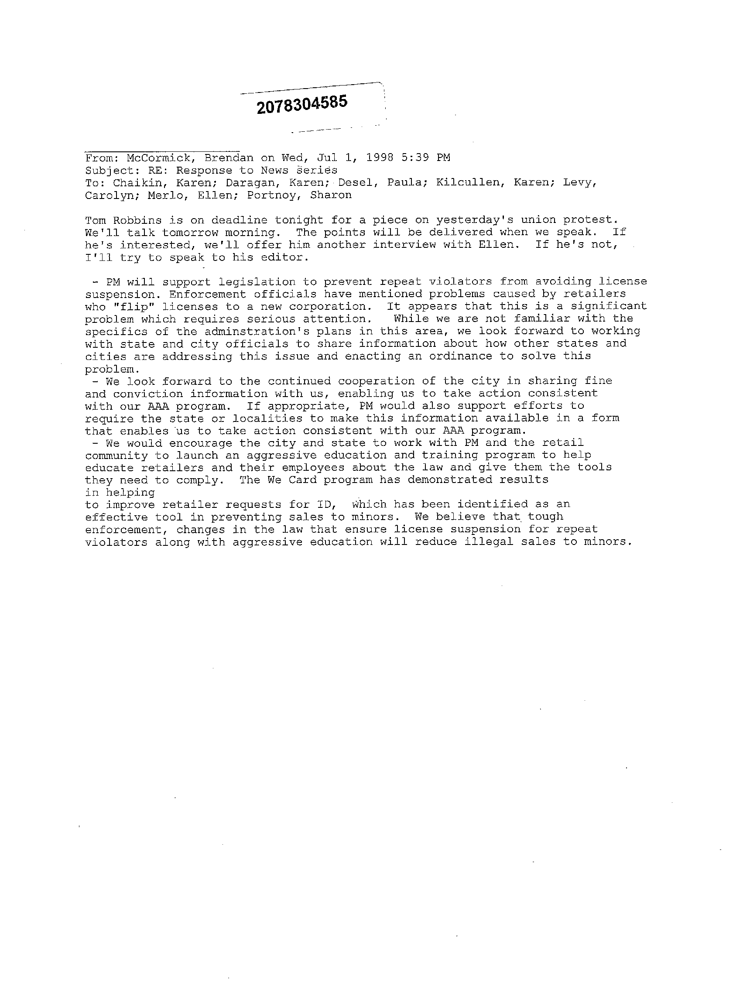 2078304585
From: McCormick, Brendan on Wed, Jul 1, 1998 5:39 PM
Subject: RE: Response to News Series
To: Chaikin, Karen; Daragan, Karen; Desel, Paula; Kilcullen, Karen; Levy,
Carolyn; Merlo, Ellen; Portnoy, Sharon
Tom Robbins is on deadline tonight for a piece on yesterday's union protest.
We'll talk tomorrow morning. The points will be delivered when we speak. If
he's interested, we'll offer him another interview with Ellen. If he's not,
I'll try to speak to his editor.
- PM will support legislation to prevent repeat violators from avoiding license
suspension. Enforcement officials have mentioned problems caused by retailers
who "flip" licenses to a new corporation. It appears that this is a significant
problem which requires serious attention. While we are not familiar with the
specifics of the adminstration's plans in this area, we look forward to working
with state and city officials to share information about how other states and
cities are addressing this issue and enacting an ordinance to solve this
problem.
- We look forward to the continued cooperation of the city in sharing fine
and conviction information with us, enabling us to take action consistent
with our AAA program. If appropriate, PM would also support efforts to
require the state or localities to make this information available in a form
that enables us to take action consistent with our AAA program.
- We would encourage the city and state to work with PM and the retail
community to launch an aggressive education and training program to help
educate retailers and their employees about the law and give them the tools
they need to comply. The We Card program has demonstrated results
in helping
to improve retailer requests for ID, which has been identified as an
effective tool in preventing sales to minors. We believe that tough
enforcement, changes in the law that ensure license suspension for repeat
violators along with aggressive education will reduce illegal sales to minors.